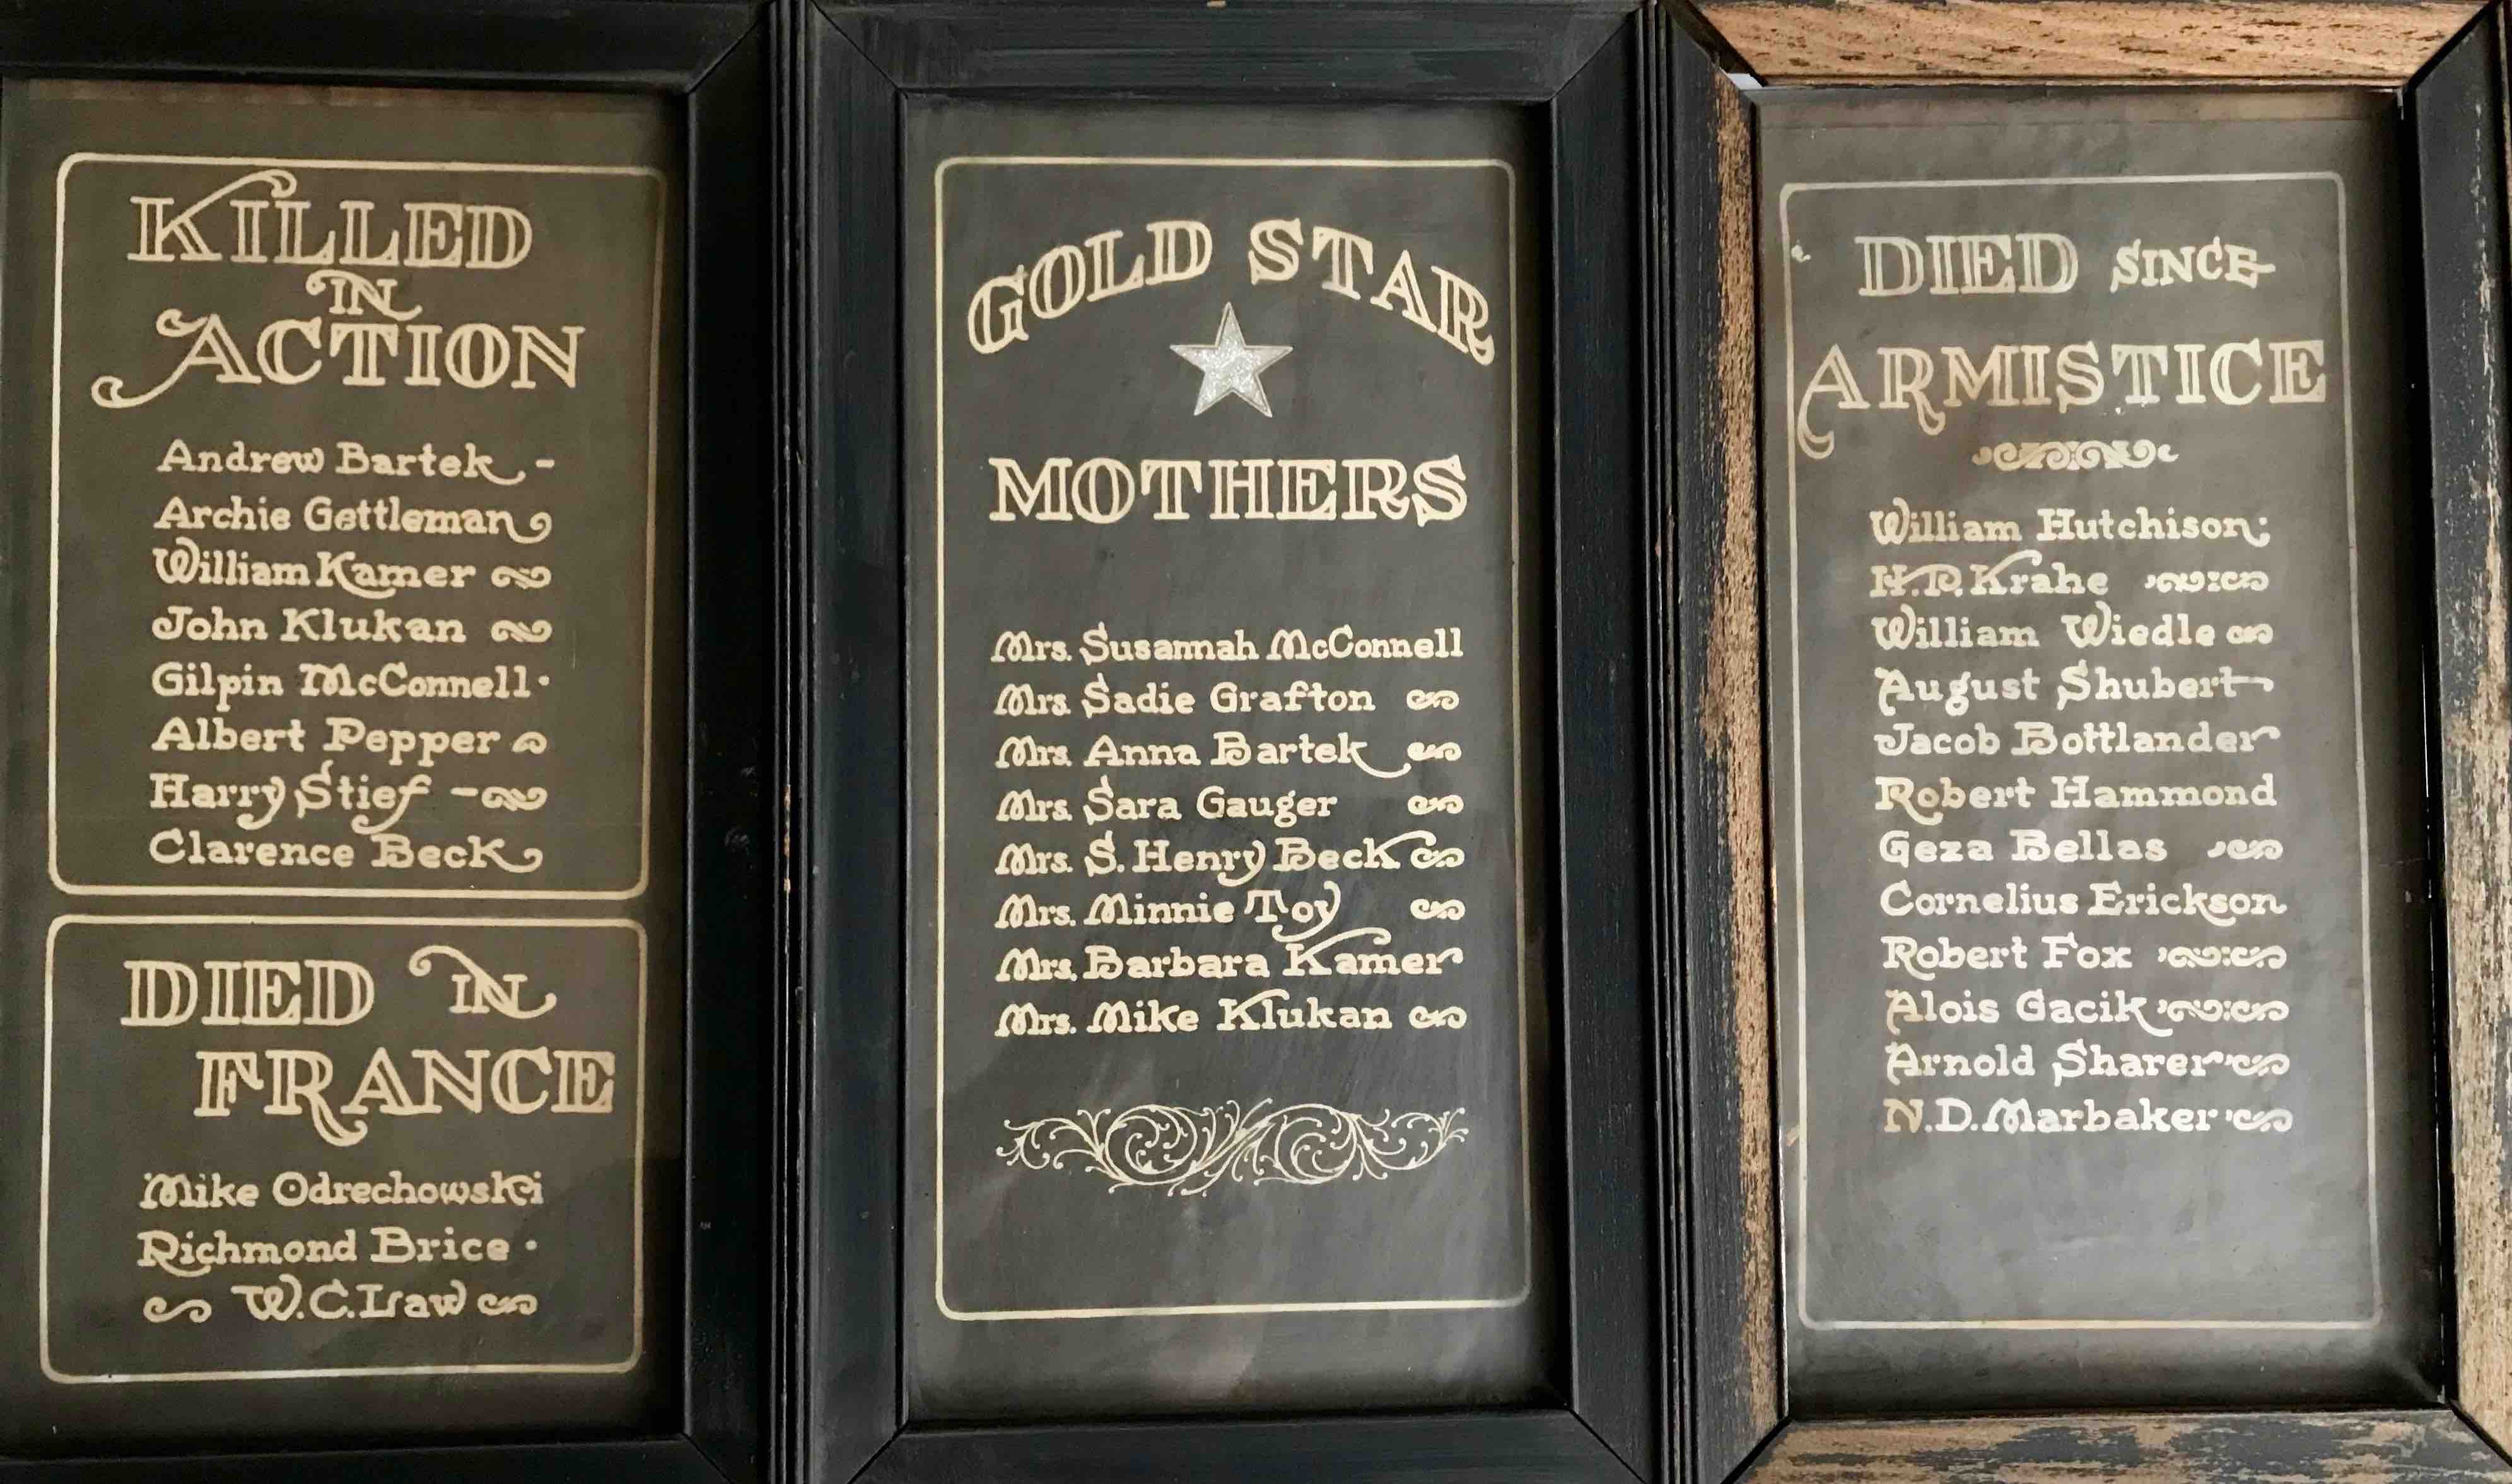 KILLED
IN
ACTION
Andrew Bartek -
Archie Gettleman
William Kamer
John Klukan
Gilpin McConnell
Albert Pepper
Harry Stief -
Clarence Beck
DIED IN
FRANCE
Mike Odrechowski
Richmond Brice
W.C. Law
GOLD STAR
MOTHERS
Mrs. Susannah McConnell
Mrs. Sadie Grafton
Mrs. Anna Bartek
Mrs. Sara Gauger
Mrs. S. Henry Beck
Mrs. Minnie Toy
Mrs. Barbara Kamer
Mrs. Mike Klukan
DIED SINCE
ARMISTICE
William Hutchison
H.P. Krahe
William Wiedle
August Shubert
Jacob Bottlander
Robert Hammond
Geza Bellas
Cornelius Erickson
Robert Fox
Alois Gacik
Arnold Sharer
N.D. Marbaker